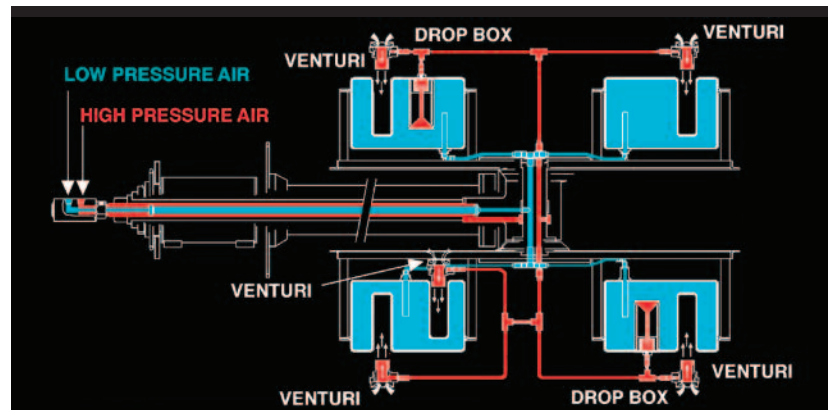 DROP BOX
VENTURI
VENTURI
LOW PRESSURE AIR
HIGH PRESSURE AIR
VENTURI
VENTURI
VENTURI
DROP BOX